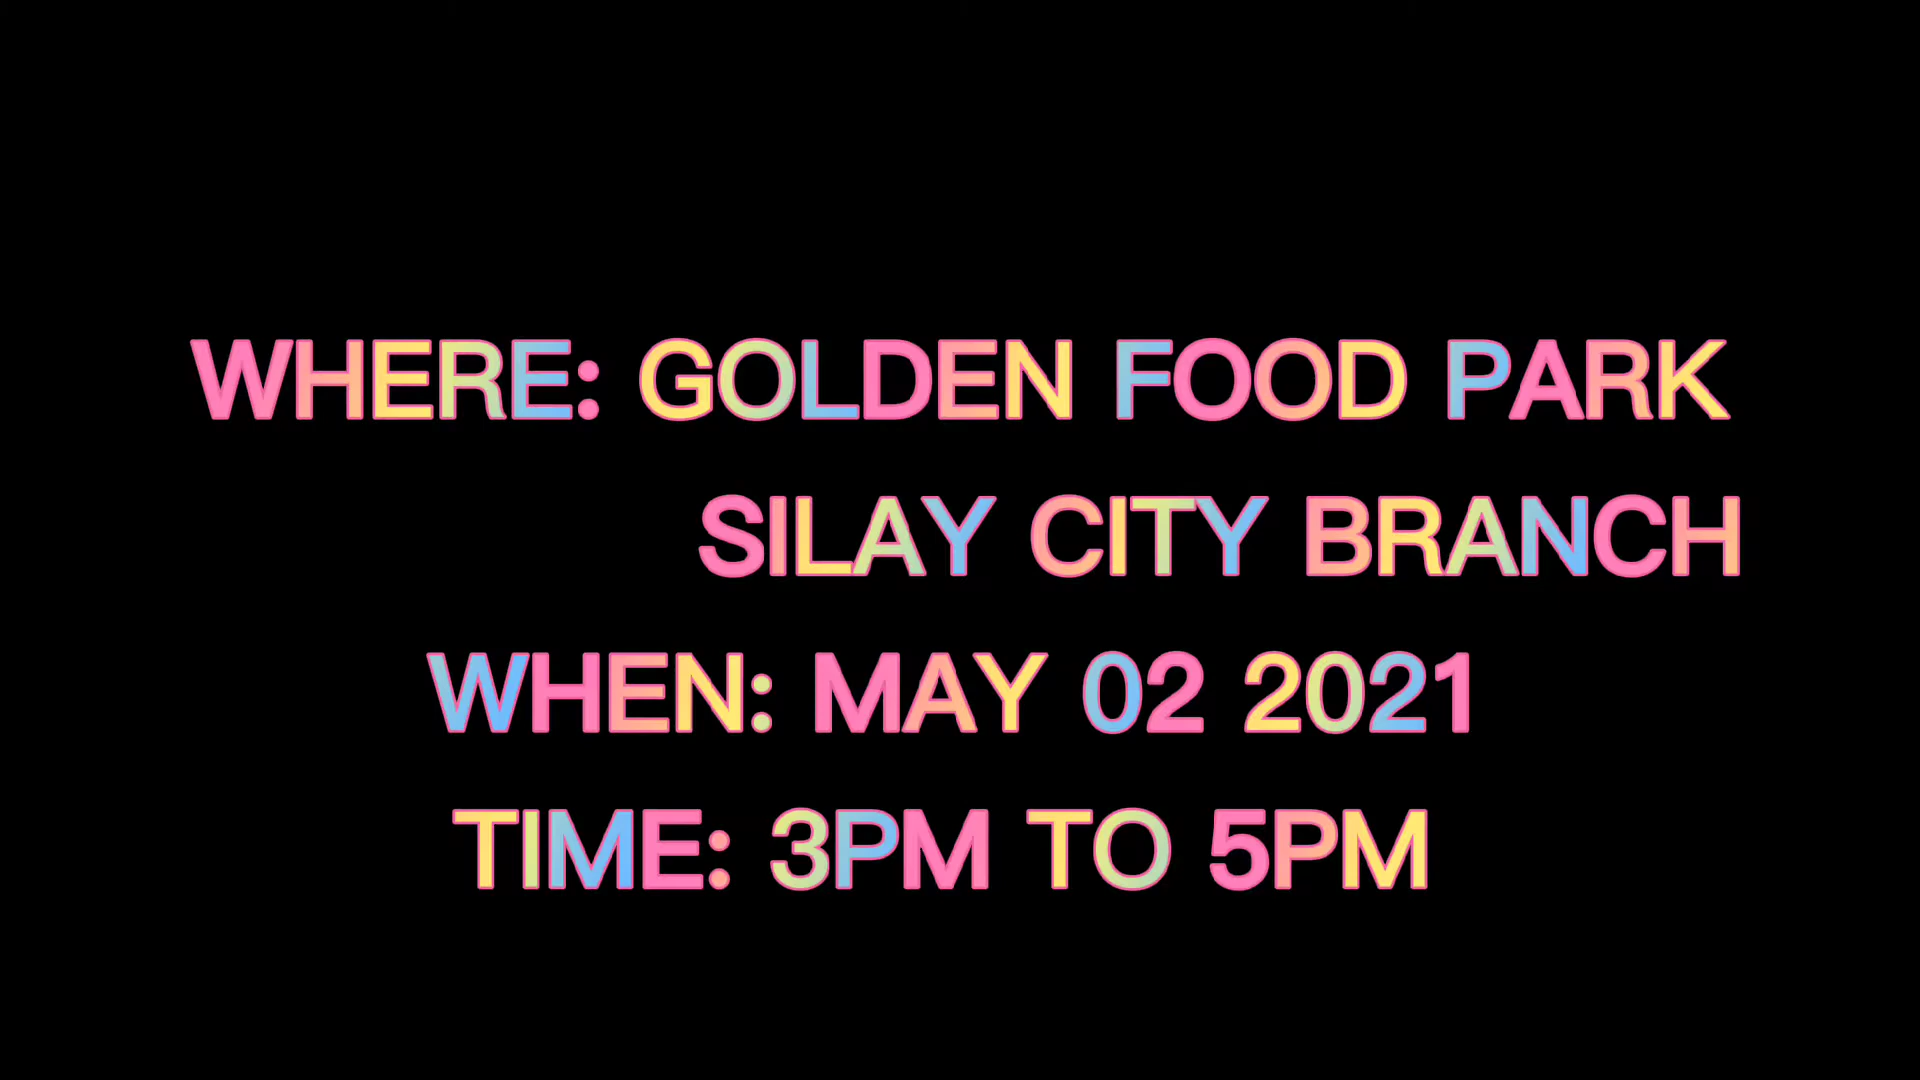 WHERE: GOLDEN FOOD PARK
SILAY CITY BRANCH
WHEN: MAY 02 2021
TIME: 3PM TO 5PM